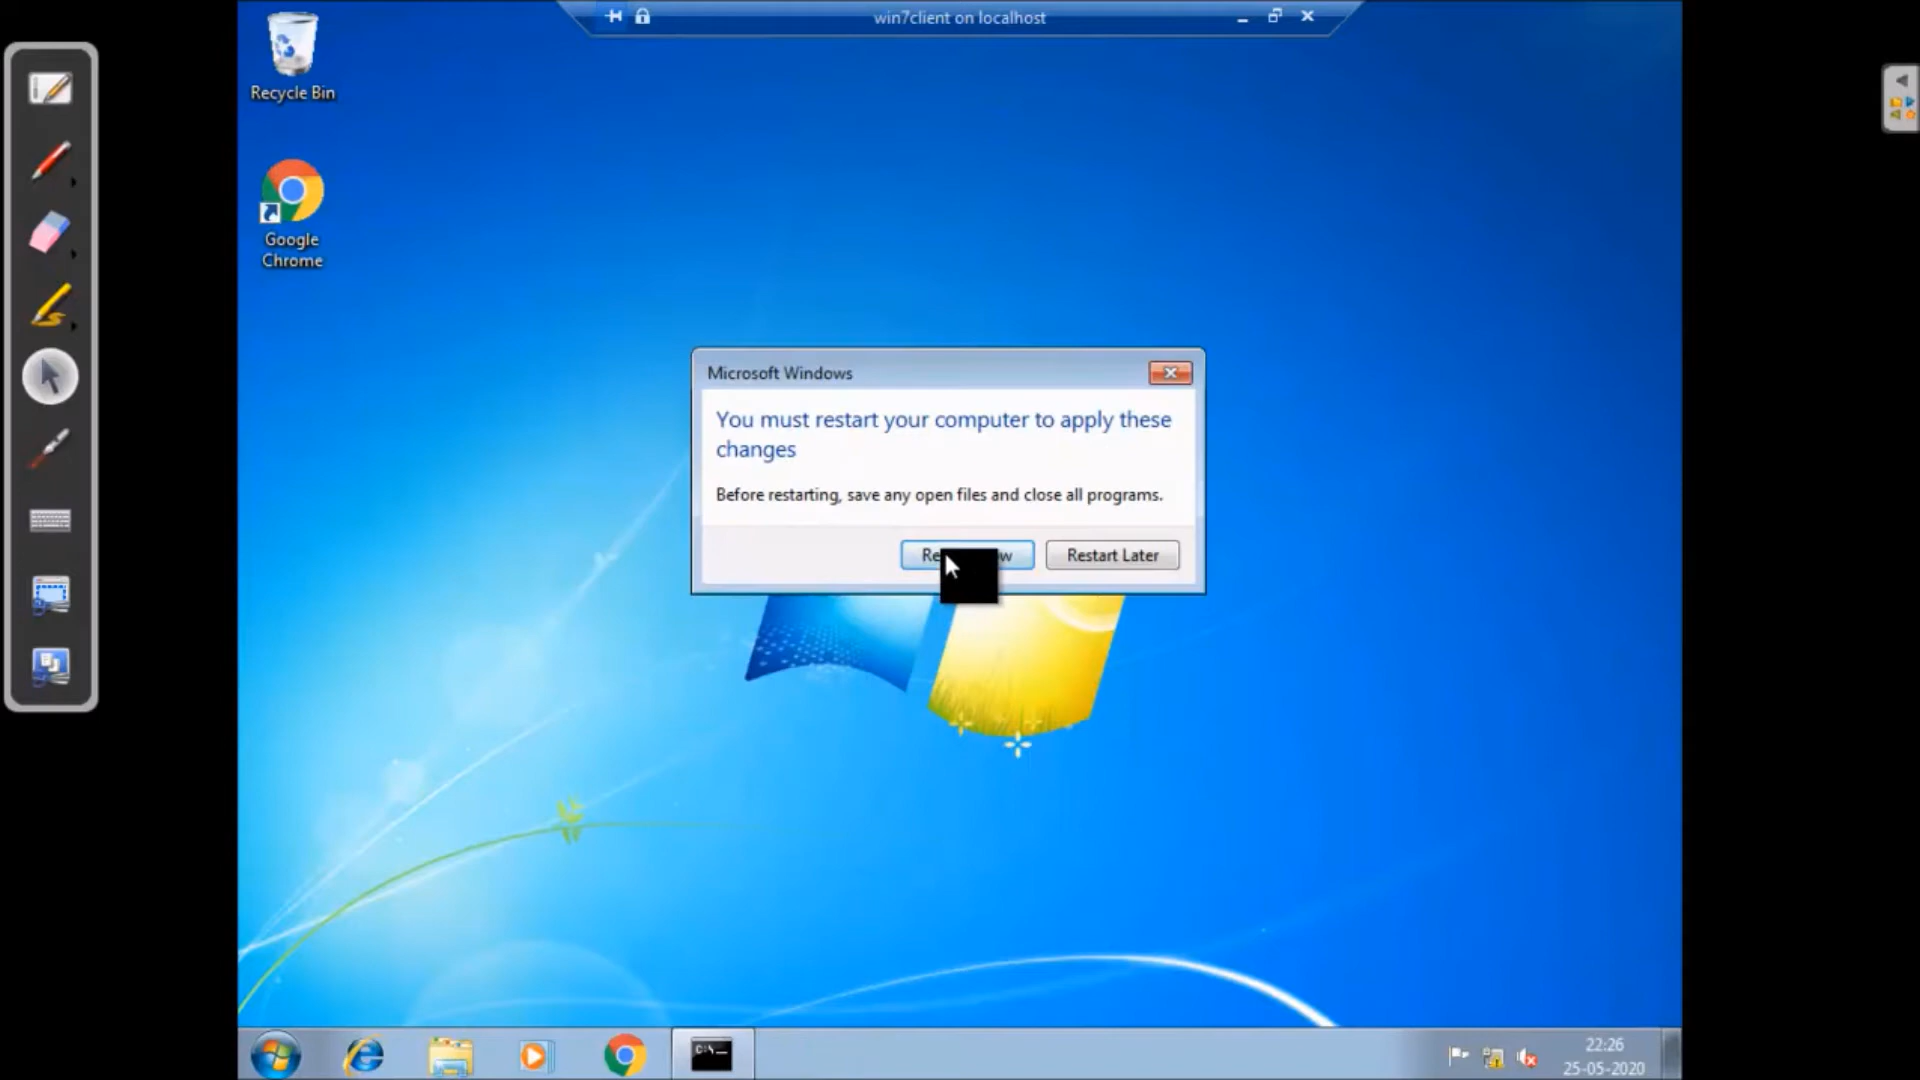 win7client on localhost
Recycle Bin
Google
Chrome
Microsoft Windows
You must restart your computer to apply these
changes
Before restarting, save any open files and close all programs.
Restart Later
C:\
22:26
25-05-2020